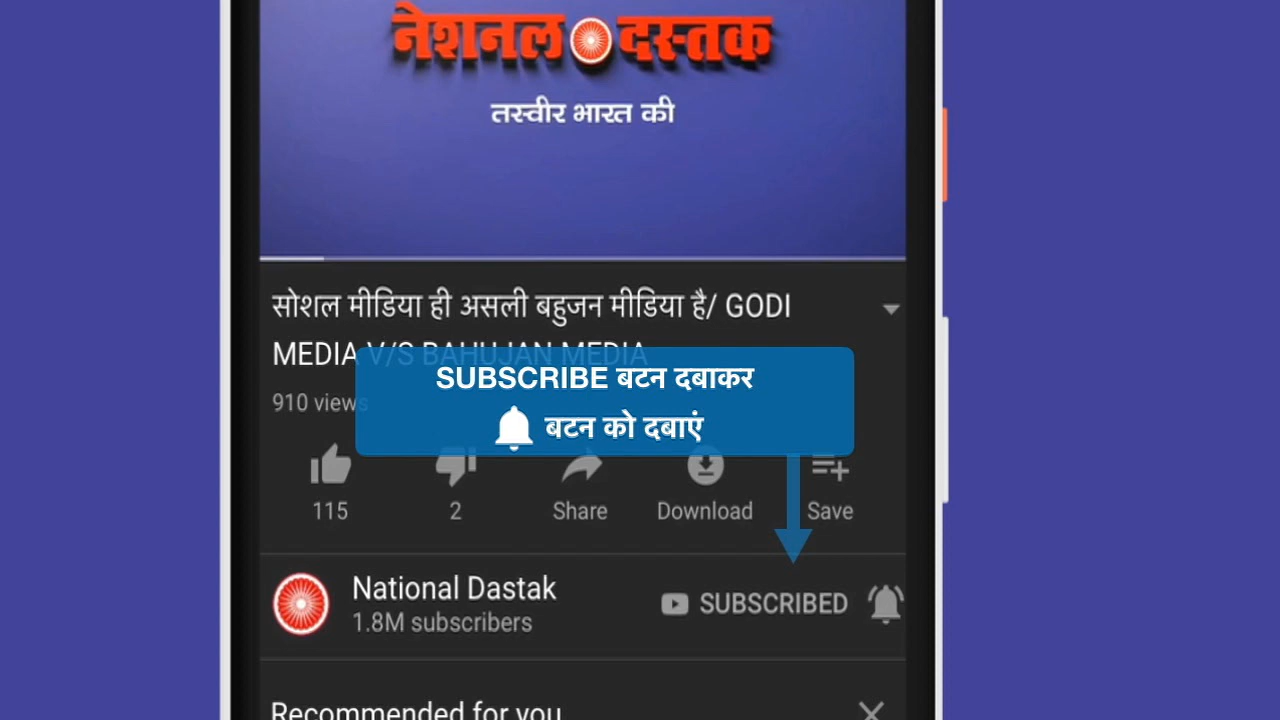 नेशनल दस्तक
तस्वीर भारत की
सोशल मीडिया ही असली बहुजन मीडिया है/ GODI
MEDIA V/S BAHUJAN MEDIA
910 views
SUBSCRIBE बटन दबाकर
बटन को दबाएं
115 2 Share Download Save
National Dastak
1.8M subscribers
SUBSCRIBED
Recommended for you